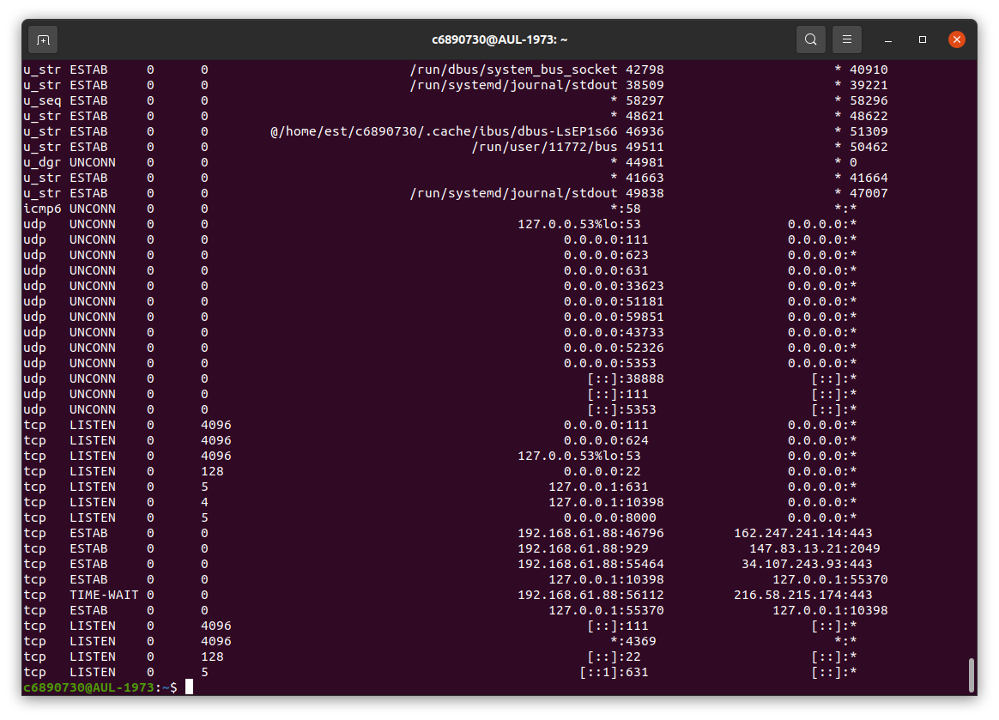 c6890730@AUL-1973: ~
u_str ESTAB 0 0 /run/dbus/system_bus_socket 42798 * 40910
u_str ESTAB 0 0 /run/systemd/journal/stdout 38509 * 39221
u_seq ESTAB 0 0 * 58297 * 58296
u_str ESTAB 0 0 * 48621 * 48622
u_str ESTAB 0 0 @/home/est/c6890730/.cache/ibus/dbus-LsEP1s66 46936 * 51309
u_str ESTAB 0 0 /run/user/11772/bus 49511 * 50462
u_dgr UNCONN 0 0 * 44981 * 0
u_str ESTAB 0 0 * 41663 * 41664
u_str ESTAB 0 0 /run/systemd/journal/stdout 49838 * 47007
icmp6 UNCONN 0 0 *:58 *:*
udp UNCONN 0 0 127.0.0.53%lo:53 0.0.0.0:*
udp UNCONN 0 0 0.0.0.0:111 0.0.0.0:*
udp UNCONN 0 0 0.0.0.0:623 0.0.0.0:*
udp UNCONN 0 0 0.0.0.0:631 0.0.0.0:*
udp UNCONN 0 0 0.0.0.0:33623 0.0.0.0:*
udp UNCONN 0 0 0.0.0.0:51181 0.0.0.0:*
udp UNCONN 0 0 0.0.0.0:59851 0.0.0.0:*
udp UNCONN 0 0 0.0.0.0:43733 0.0.0.0:*
udp UNCONN 0 0 0.0.0.0:52326 0.0.0.0:*
udp UNCONN 0 0 0.0.0.0:5353 0.0.0.0:*
udp UNCONN 0 0 [::]:38888 [::]:*
udp UNCONN 0 0 [::]:111 [::]:*
udp UNCONN 0 0 [::]:5353 [::]:*
tcp LISTEN 0 4096 0.0.0.0:111 0.0.0.0:*
tcp LISTEN 0 4096 0.0.0.0:624 0.0.0.0:*
tcp LISTEN 0 4096 127.0.0.53%lo:53 0.0.0.0:*
tcp LISTEN 0 128 0.0.0.0:22 0.0.0.0:*
tcp LISTEN 0 5 127.0.0.1:631 0.0.0.0:*
tcp LISTEN 0 4 127.0.0.1:10398 0.0.0.0:*
tcp LISTEN 0 5 0.0.0.0:8000 0.0.0.0:*
tcp ESTAB 0 0 192.168.61.88:46796 162.247.241.14:443
tcp ESTAB 0 0 192.168.61.88:929 147.83.13.21:2049
tcp ESTAB 0 0 192.168.61.88:55464 34.107.243.93:443
tcp ESTAB 0 0 127.0.0.1:10398 127.0.0.1:55370
tcp TIME-WAIT 0 0 192.168.61.88:56112 216.58.215.174:443
tcp ESTAB 0 0 127.0.0.1:55370 127.0.0.1:10398
tcp LISTEN 0 4096 [::]:111 [::]:*
tcp LISTEN 0 4096 *:4369 *:*
tcp LISTEN 0 128 [::]:22 [::]:*
tcp LISTEN 0 5 [::1]:631 [::]:*
c6890730@AUL-1973:~$